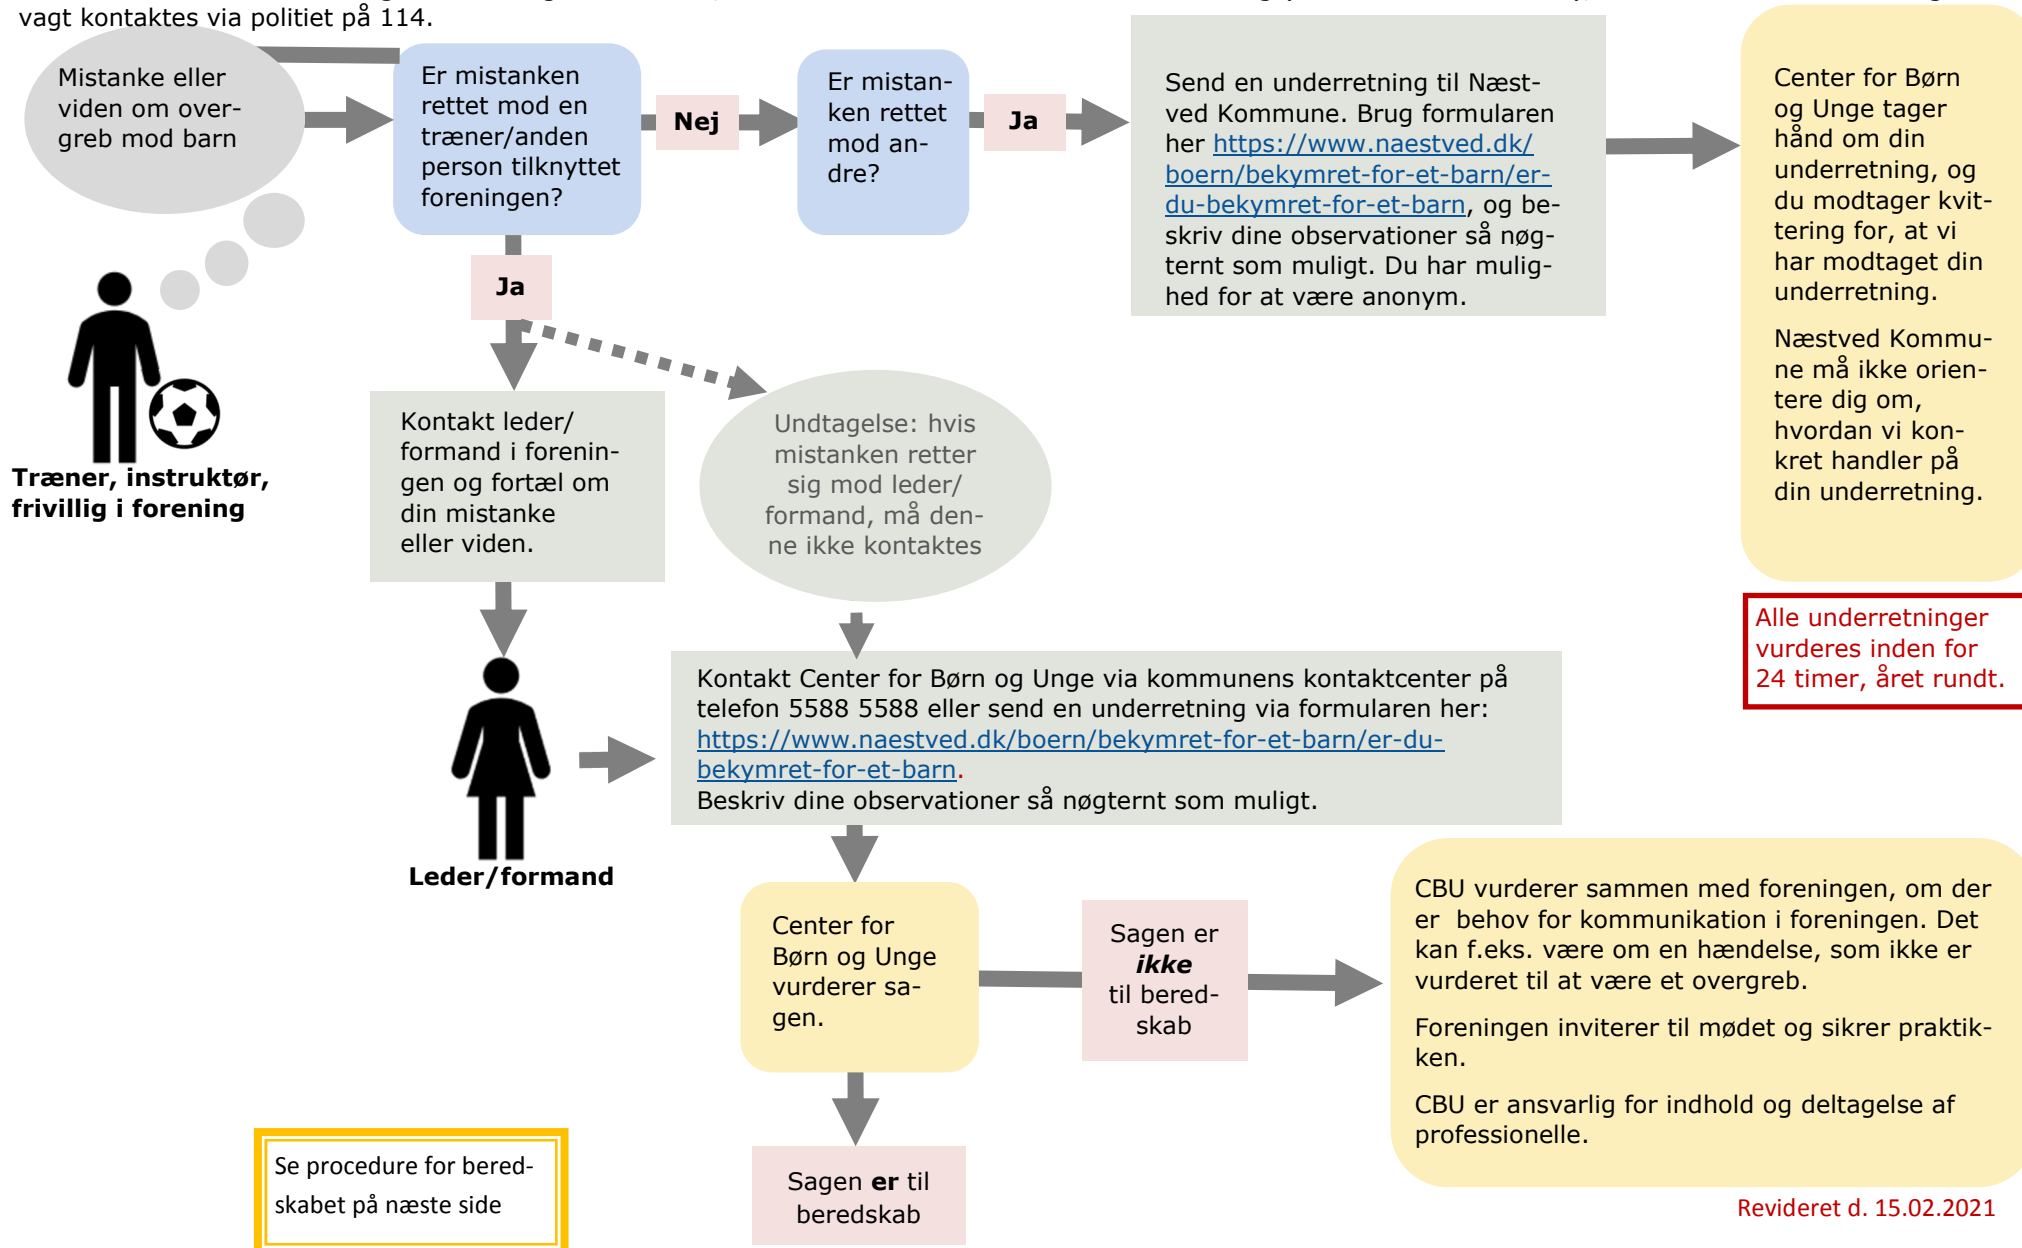 vagt kontaktes via politiet på 114.
Mistanke eller
viden om over-
greb mod barn
Er mistanken
rettet mod en
træner/anden
person tilknyttet
foreningen?
Nej
Er mistan-
ken rettet
mod an-
dre?
Ja
Send en underretning til Næst-
ved Kommune. Brug formularen
her https://www.naestved.dk/
boern/bekymret-for-et-barn/er-
du-bekymret-for-et-barn, og be-
skriv dine observationer så nøg-
ternt som muligt. Du har mulig-
hed for at være anonym.
Center for Børn
og Unge tager
hånd om din
underretning, og
du modtager kvit-
tering for, at vi
har modtaget din
underretning.
Næstved Kommu-
ne må ikke orien-
tere dig om,
hvordan vi kon-
kret handler på
din underretning.
Alle underretninger
vurderes inden for
24 timer, året rundt.
Ja
Træner, instruktør,
frivillig i forening
Kontakt leder/
formand i forenin-
gen og fortæl om
din mistanke
eller viden.
Undtagelse: hvis
mistanken retter
sig mod leder/
formand, må den-
ne ikke kontaktes
Leder/formand
Kontakt Center for Børn og Unge via kommunens kontaktcenter på
telefon 5588 5588 eller send en underretning via formularen her:
https://www.naestved.dk/boern/bekymret-for-et-barn/er-du-
bekymret-for-et-barn.
Beskriv dine observationer så nøgternt som muligt.
Center for
Børn og Unge
vurderer sa-
gen.
Sagen er
ikke
til bered-
skab
CBU vurderer sammen med foreningen, om der
er  behov for kommunikation i foreningen. Det
kan f.eks. være om en hændelse, som ikke er
vurderet til at være et overgreb.
Foreningen inviterer til mødet og sikrer praktik-
ken.
CBU er ansvarlig for indhold og deltagelse af
professionelle.
Sagen er til
beredskab
Se procedure for bered-
skabet på næste side
Revideret d. 15.02.2021